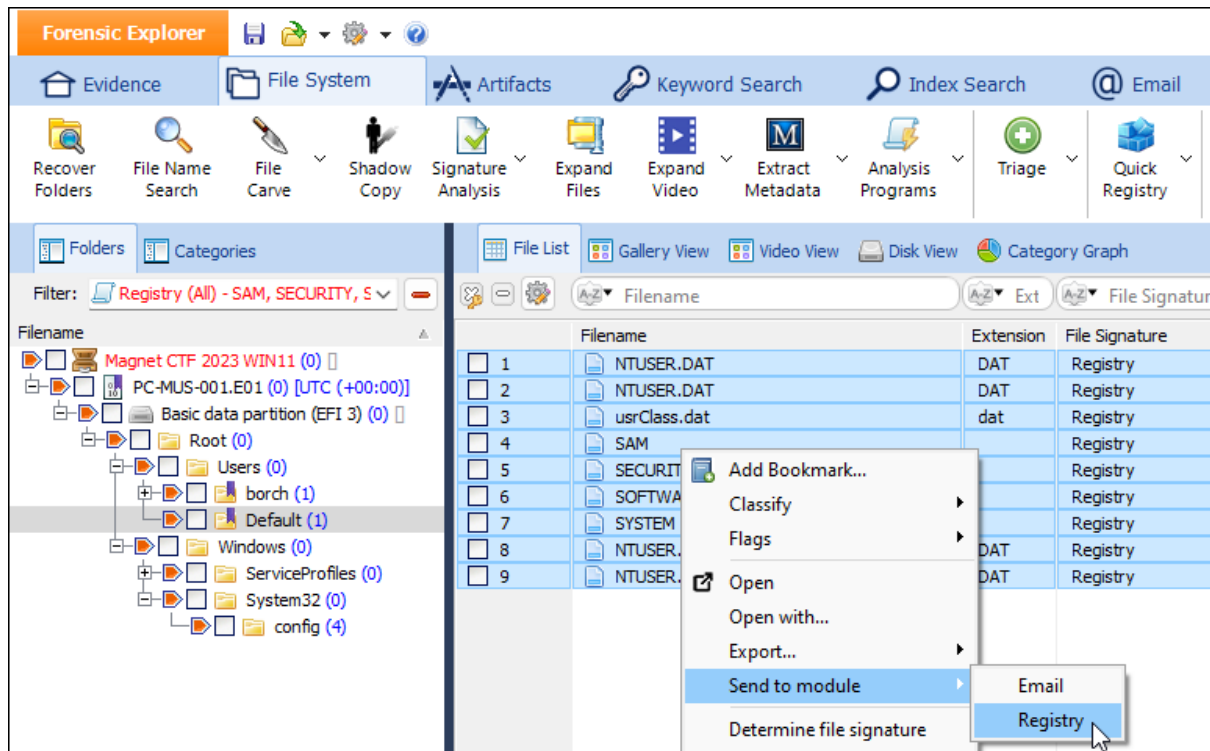 Forensic Explorer
Evidence File System Artifacts Keyword Search Index Search Email
Recover Folders File Name Search File Carve Shadow Copy Signature Analysis Expand Files Expand Video Extract Metadata Analysis Programs Triage Quick Registry
Folders Categories
File List Gallery View Video View Disk View Category Graph
Filter: Registry (All) - SAM, SECURITY, S
Filename Ext File Signatur
Filename
Magnet CTF 2023 WIN11 (0)
PC-MUS-001.E01 (0) [UTC (+00:00)]
Basic data partition (EFI 3) (0)
Root (0)
Users (0)
borch (1)
Default (1)
Windows (0)
ServiceProfiles (0)
System32 (0)
config (4)
Filename Extension File Signature
1 NTUSER.DAT DAT Registry
2 NTUSER.DAT DAT Registry
3 usrClass.dat dat Registry
4 SAM Registry
5 SECURIT Registry
6 SOFTWA Registry
7 SYSTEM Registry
8 NTUSER. DAT Registry
9 NTUSER. DAT Registry
Add Bookmark...
Classify
Flags
Open
Open with...
Export...
Send to module
Determine file signature
Email
Registry